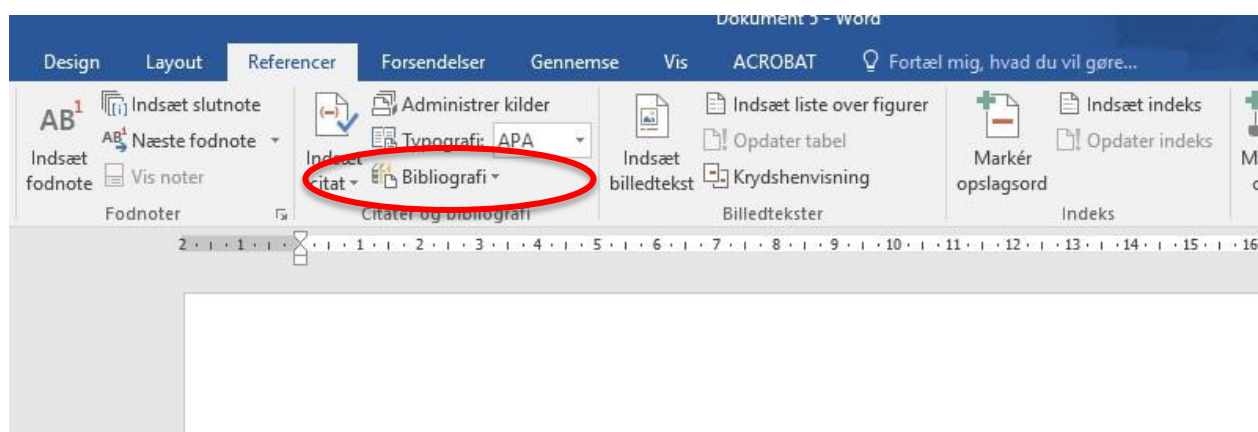 Dokument 5 - Word
Design Layout Referencer Forsendelser Gennemse Vis ACROBAT Fortæl mig, hvad du vil gøre...
AB1 Indsæt fodnote
[i] Indsæt slutnote
AB1 Næste fodnote
Vis noter
Fodnoter
(-) Indsæt citat
Administrer kilder
Typografi: APA
Bibliografi
Citater og bibliografi
Indsæt billedtekst
Indsæt liste over figurer
Opdater tabel
Krydshenvisning
Billedtekster
Markér opslagsord
Indsæt indeks
Opdater indeks
Indeks
M
2 1 1 2 3 4 5 6 7 8 9 10 11 12 13 14 15 16